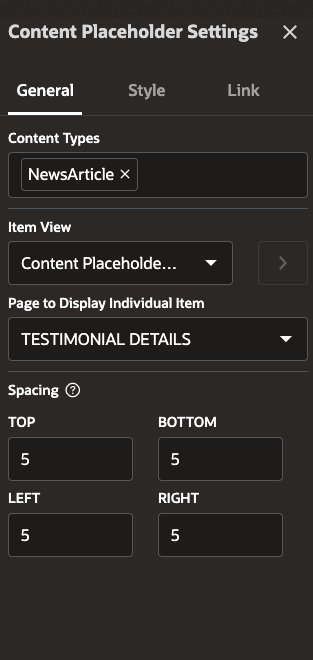 Content Placeholder Settings ×
General Style Link
Content Types
NewsArticle ×
Item View
Content Placeholde...
Page to Display Individual Item
TESTIMONIAL DETAILS
Spacing ?
TOP BOTTOM
5 5
LEFT RIGHT
5 5